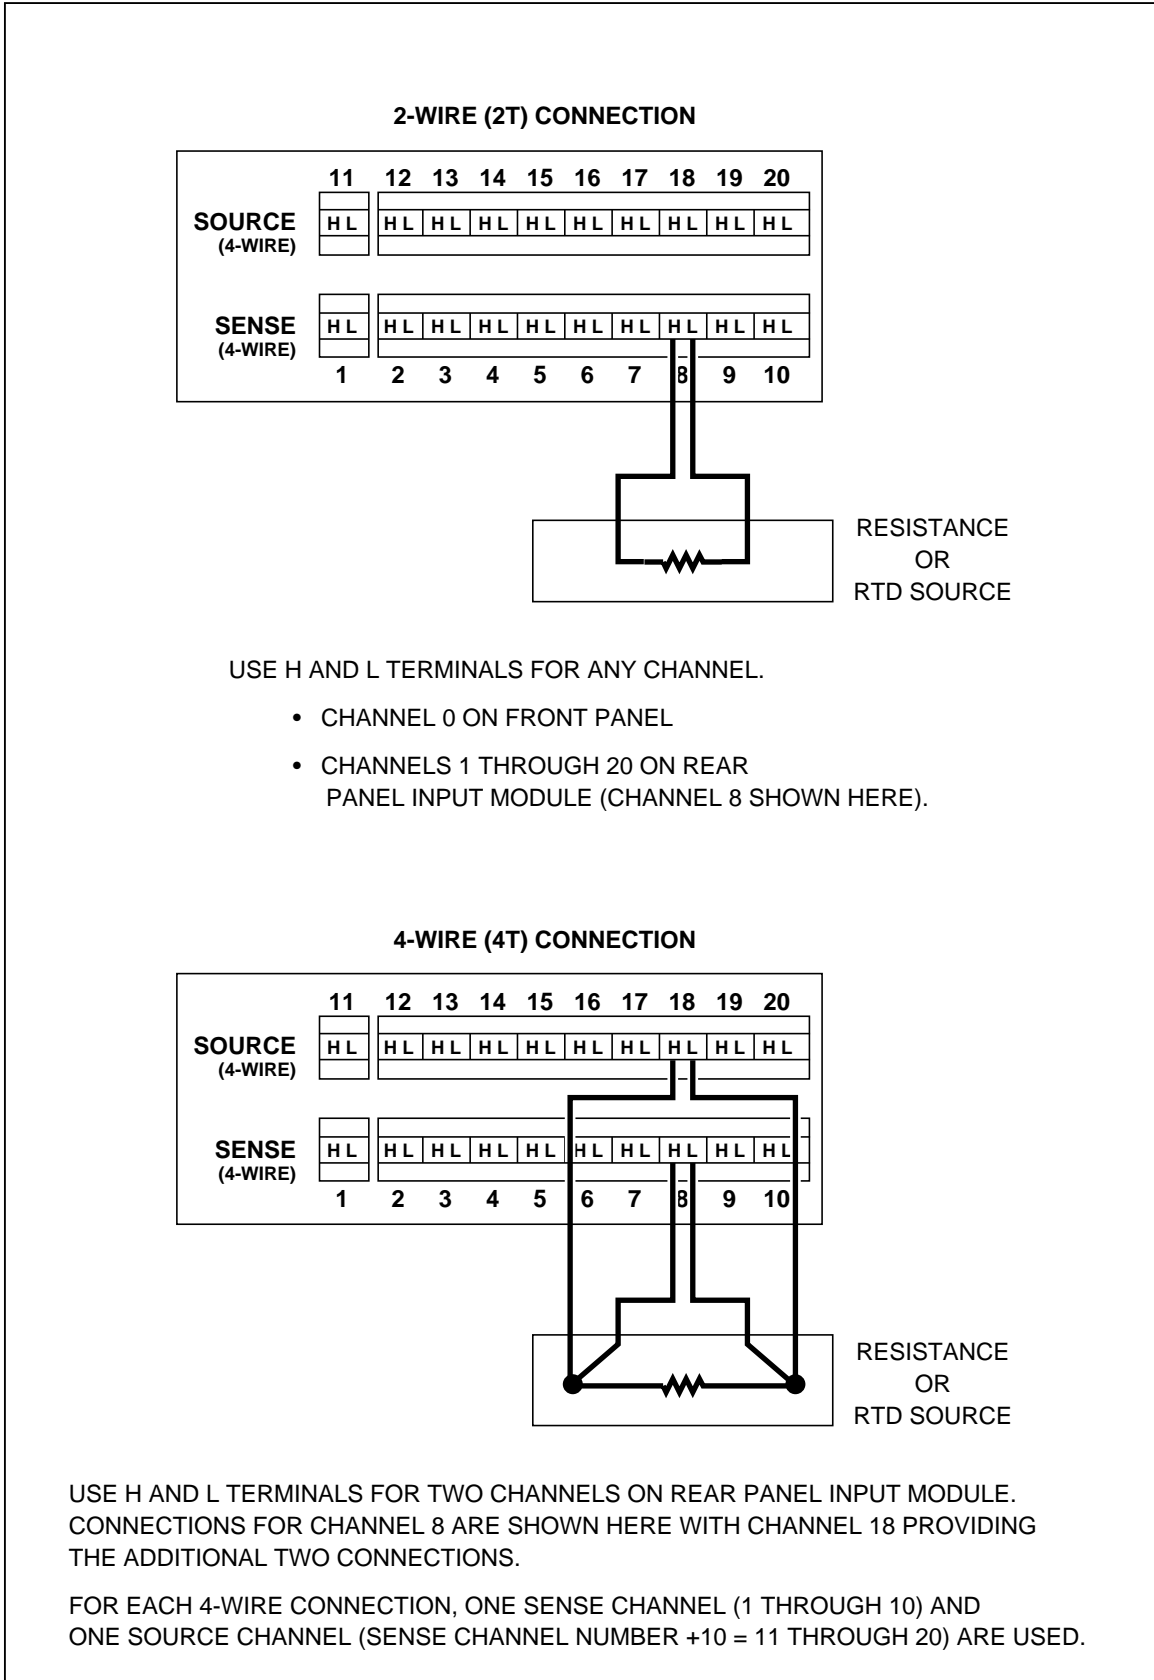 2-WIRE (2T) CONNECTION
11 12 13 14 15 16 17 18 19 20
SOURCE
H L H L H L H L H L H L H L H L H L H L
(4-WIRE)
SENSE
H L H L H L H L H L H L H L H L H L H L
(4-WIRE)
1 2 3 4 5 6 7 8 9 10
RESISTANCE
OR
RTD SOURCE
USE H AND L TERMINALS FOR ANY CHANNEL.
• CHANNEL 0 ON FRONT PANEL
• CHANNELS 1 THROUGH 20 ON REAR
PANEL INPUT MODULE (CHANNEL 8 SHOWN HERE).
4-WIRE (4T) CONNECTION
11 12 13 14 15 16 17 18 19 20
SOURCE
H L H L H L H L H L H L H L H L H L H L
(4-WIRE)
SENSE
H L H L H L H L H L H L H L H L H L H L
(4-WIRE)
1 2 3 4 5 6 7 8 9 10
RESISTANCE
OR
RTD SOURCE
USE H AND L TERMINALS FOR TWO CHANNELS ON REAR PANEL INPUT MODULE.
CONNECTIONS FOR CHANNEL 8 ARE SHOWN HERE WITH CHANNEL 18 PROVIDING
THE ADDITIONAL TWO CONNECTIONS.
FOR EACH 4-WIRE CONNECTION, ONE SENSE CHANNEL (1 THROUGH 10) AND
ONE SOURCE CHANNEL (SENSE CHANNEL NUMBER +10 = 11 THROUGH 20) ARE USED.